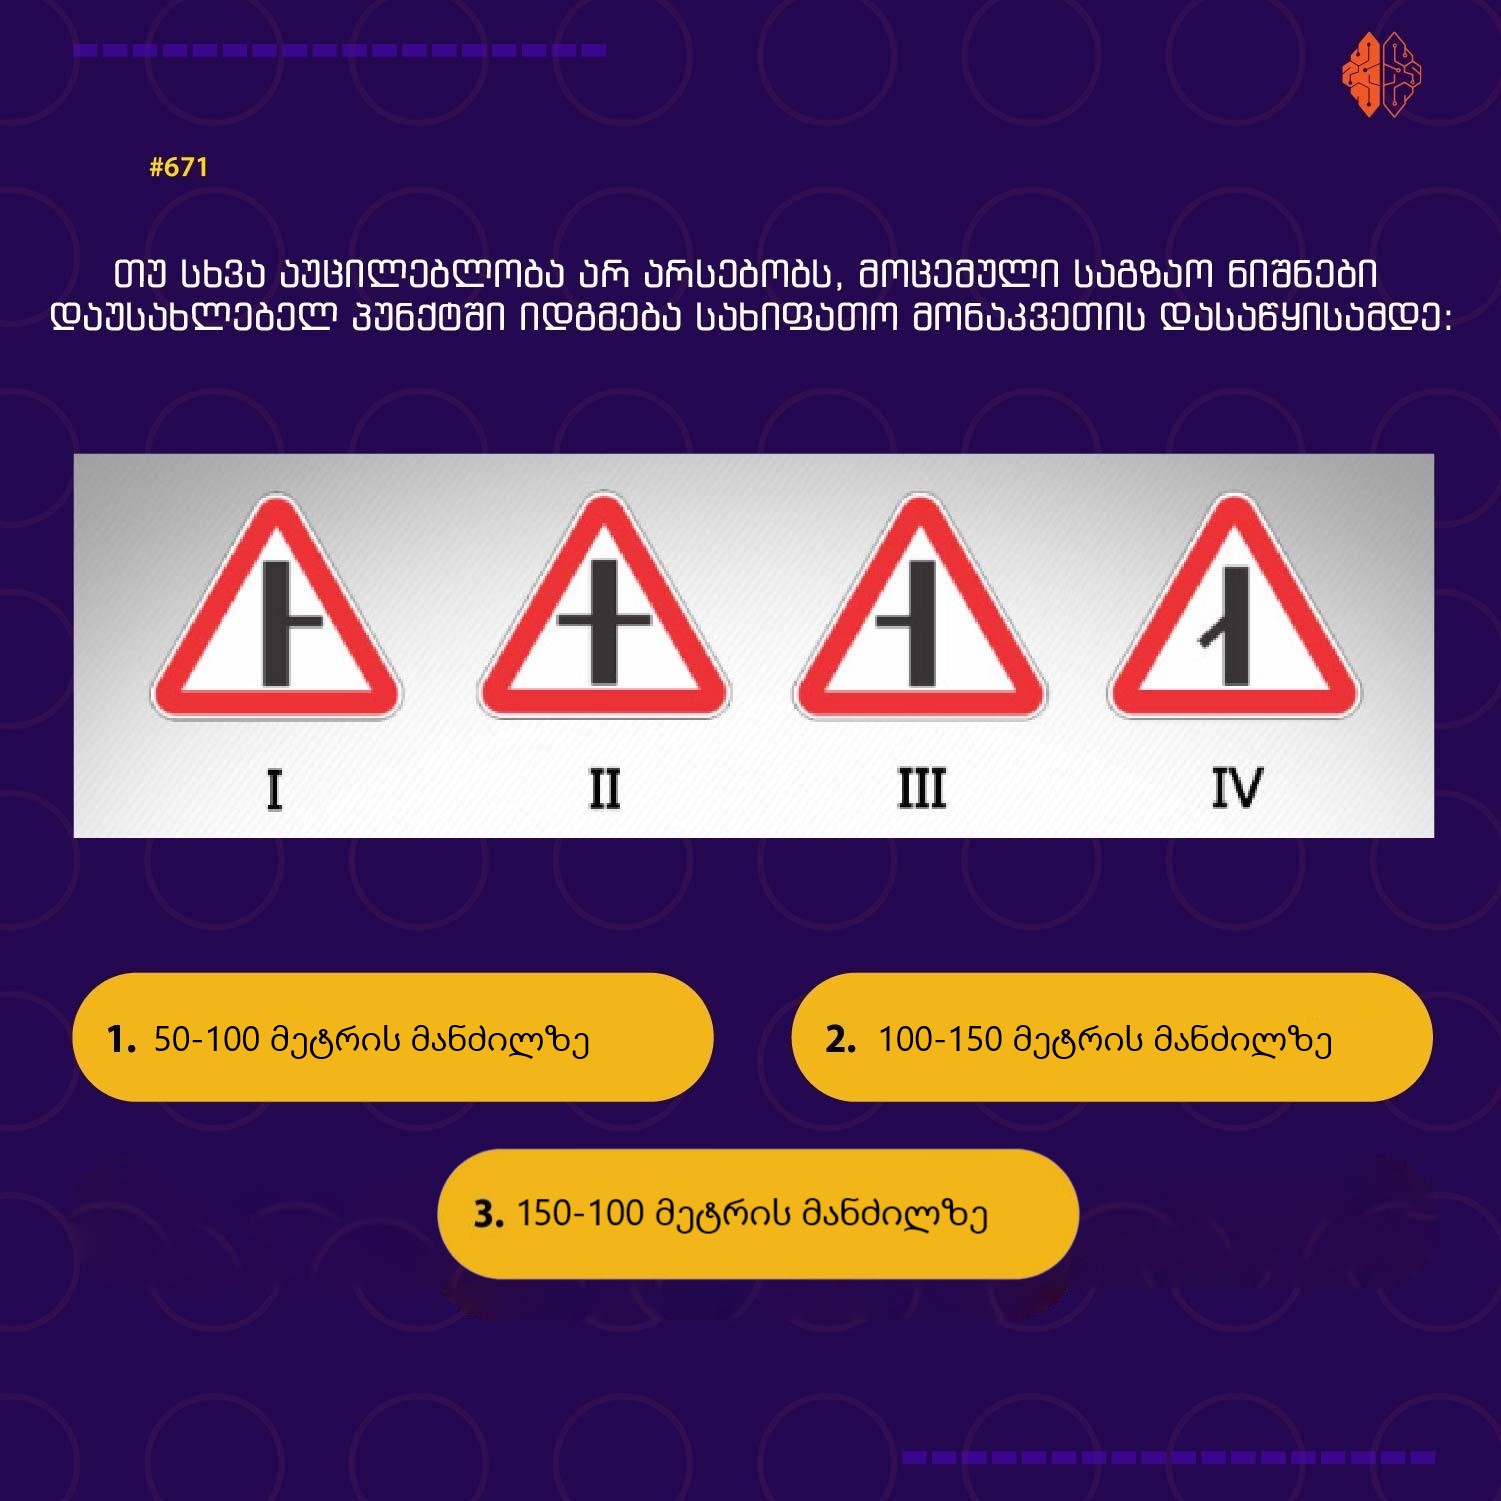 #671
თუ სხვა აუცილებლობა არ არსებობს, მოცემული საგზაო ნიშნები
დაუსახლებელ პუნქტში იდგმება სახიფათო მონაკვეთის დასაწყისამდე:
I II III IV
1. 50-100 მეტრის მანძილზე
2. 100-150 მეტრის მანძილზე
3. 150-100 მეტრის მანძილზე